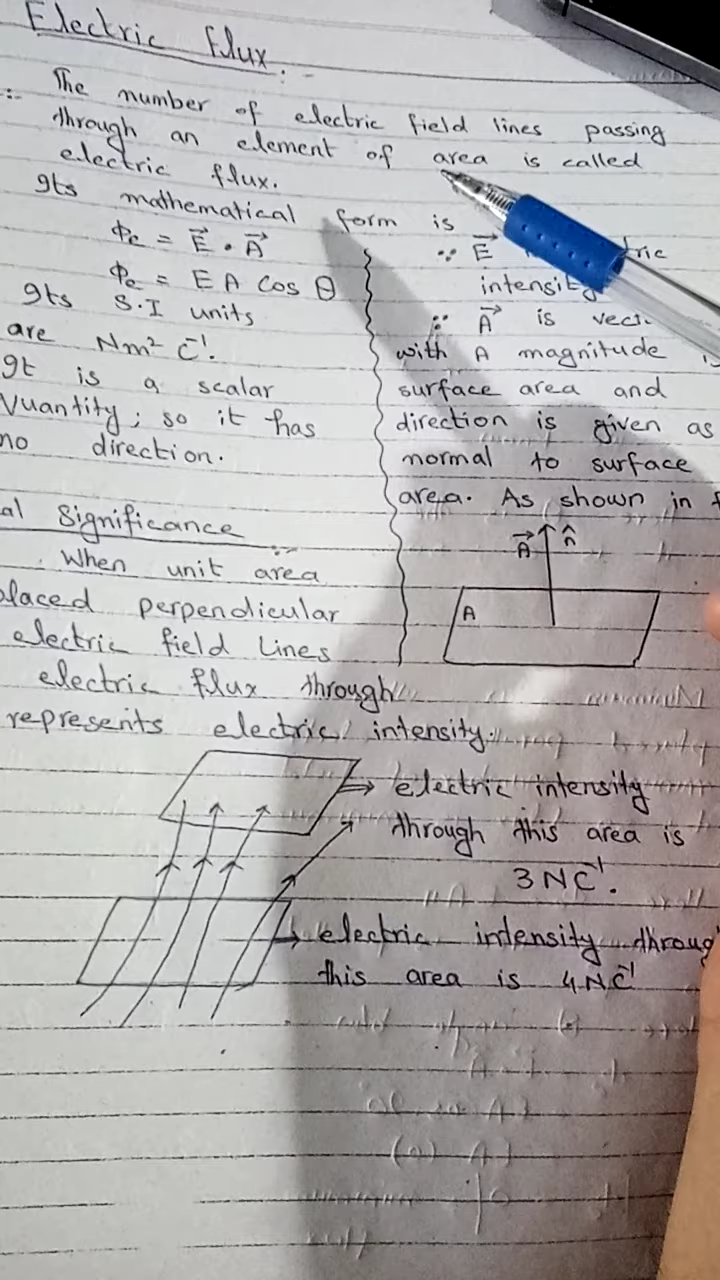 Electric flux
The number of electric field lines passing
through an element of area is called
electric flux.
Its mathematical form is
Φe = E⃗ . A⃗
Φe = E A Cos θ
Its S.I units
are Nm² C⁻¹.
It is a scalar
Quantity; so it has
no direction.
∵ E⃗
intensity
∵ A⃗ is
with A magnitude
surface area and
direction is given as
normal to surface
area. As shown in
A⃗ n̂
A
Significance
When unit area
placed perpendicular
electric field Lines
electric flux through
represents electric intensity.
⇒ electric intensity
through this area is
3 NC⁻¹.
→ electric intensity
this area is 4 NC⁻¹